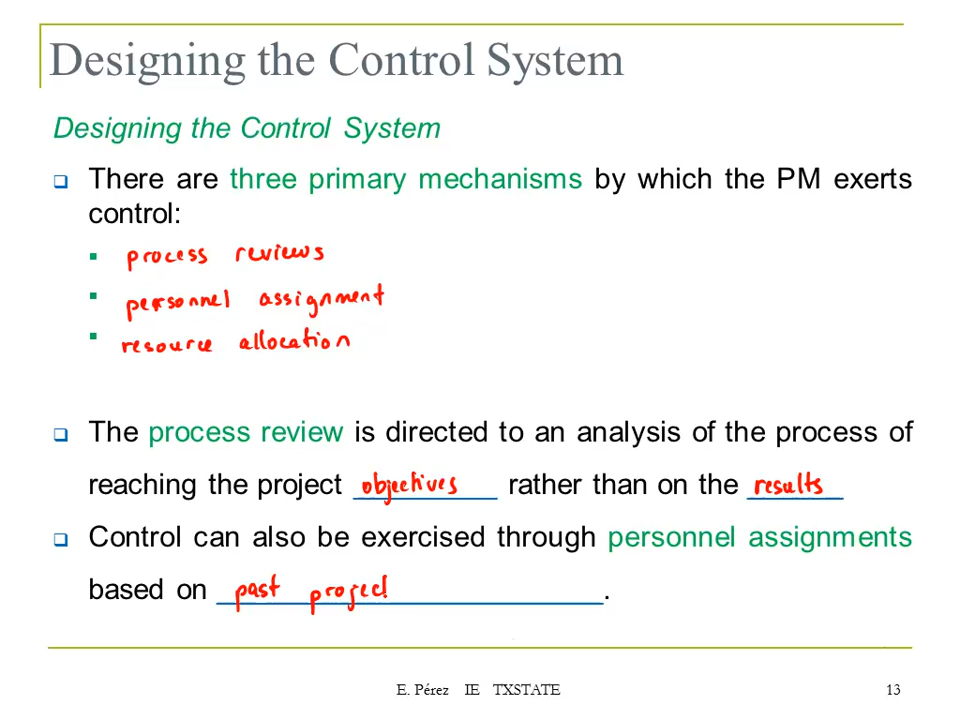 Designing the Control System
Designing the Control System
There are three primary mechanisms by which the PM exerts
control:
process reviews
personnel assignment
resource allocation
The process review is directed to an analysis of the process of
reaching the project objectives rather than on the results
Control can also be exercised through personnel assignments
based on past project.
E. Pérez IE TXSTATE 13